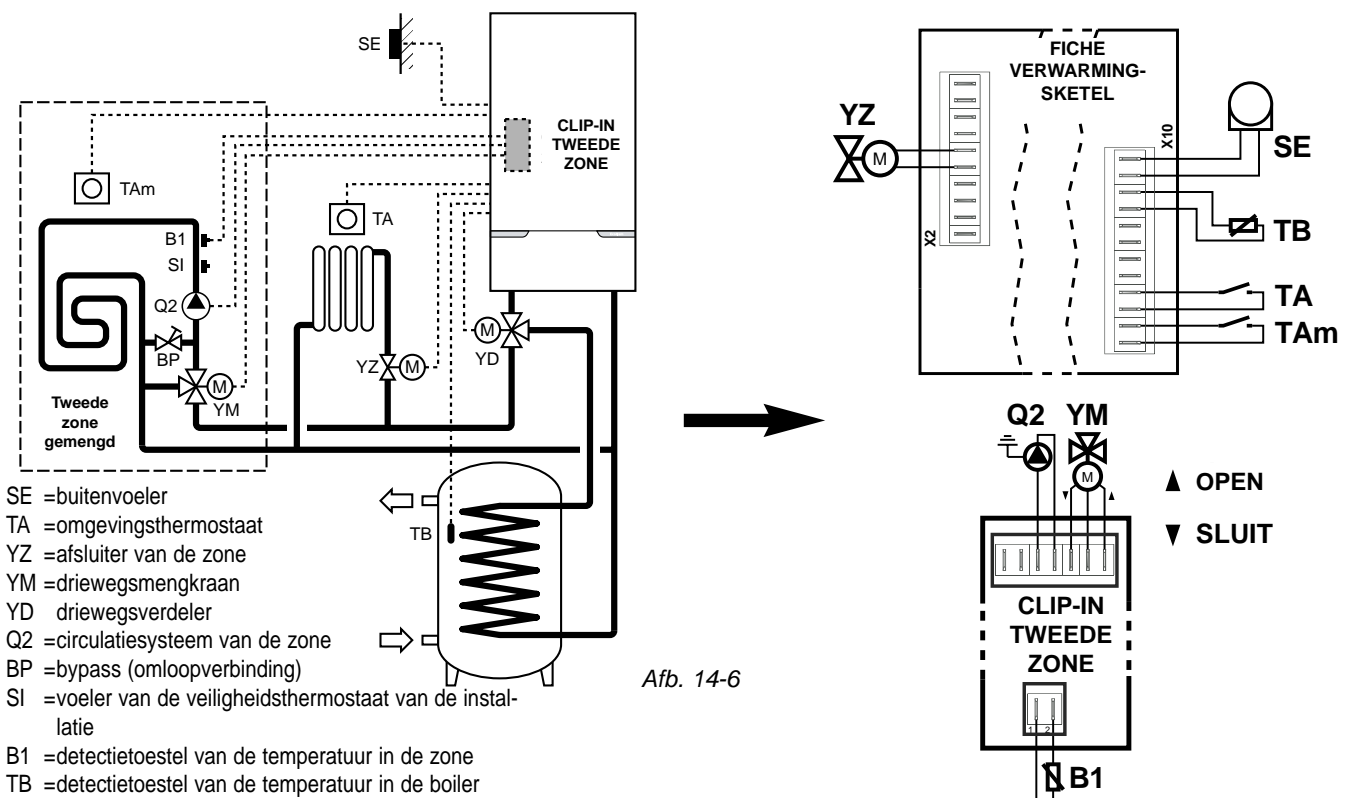 SE
CLIP-IN
TWEEDE
ZONE
TAm
TA
B1
SI
Q2
BP
M
YM
YZ
M
M
YD
Tweede
zone
gemengd
TB
SE =buitenvoeler
TA =omgevingsthermostaat
YZ =afsluiter van de zone
YM =driewegsmengkraan
YD driewegsverdeler
Q2 =circulatiesysteem van de zone
BP =bypass (omloopverbinding)
SI =voeler van de veiligheidsthermostaat van de instal-
latie
B1 =detectietoestel van de temperatuur in de zone
TB =detectietoestel van de temperatuur in de boiler
Afb. 14-6
FICHE
VERWARMING-
SKETEL
YZ
M
X2
X10
SE
TB
TA
TAm
Q2 YM
M
▲ OPEN
▼ SLUIT
CLIP-IN
TWEEDE
ZONE
1 2
B1